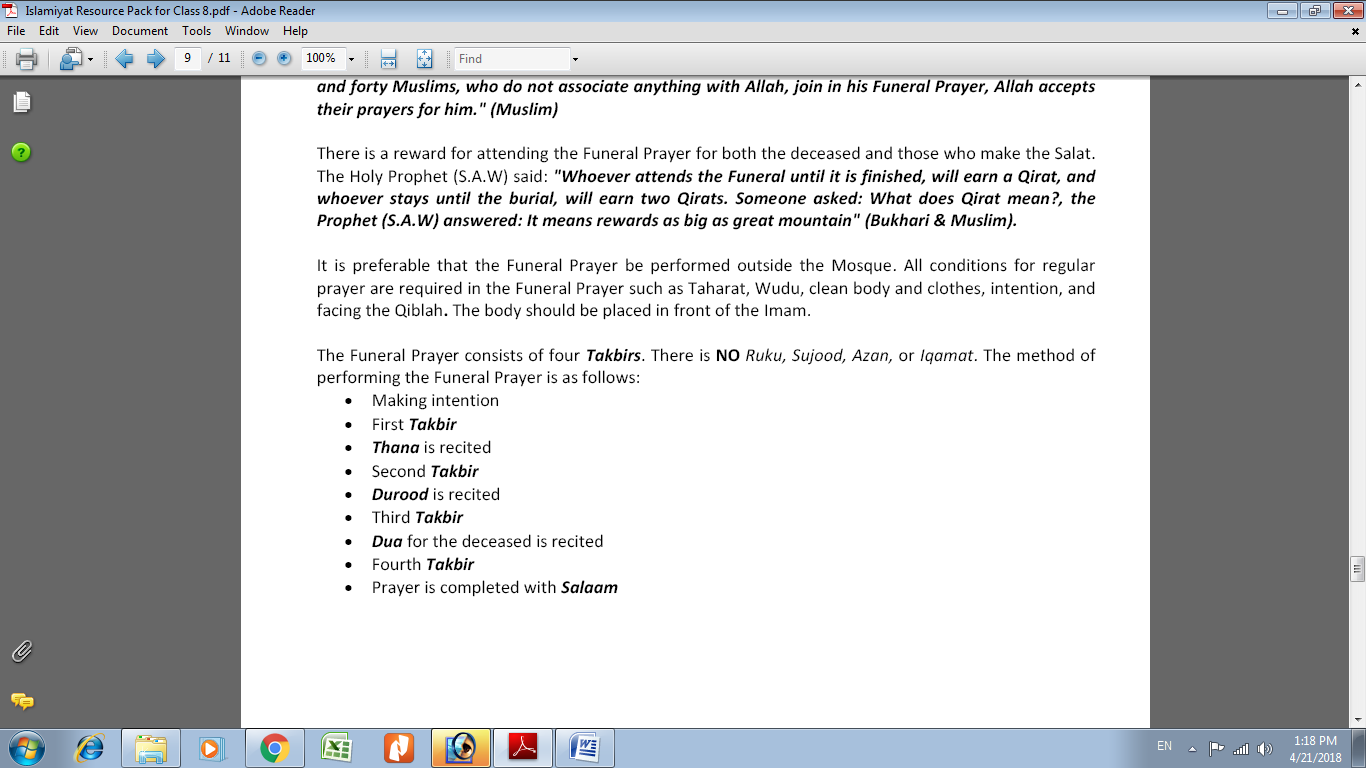 Islamiyat Resource Pack for Class 8.pdf - Adobe Reader
File Edit View Document Tools Window Help
9 / 11 100% Find
and forty Muslims, who do not associate anything with Allah, join in his Funeral Prayer, Allah accepts
their prayers for him." (Muslim)
There is a reward for attending the Funeral Prayer for both the deceased and those who make the Salat.
The Holy Prophet (S.A.W) said: "Whoever attends the Funeral until it is finished, will earn a Qirat, and
whoever stays until the burial, will earn two Qirats. Someone asked: What does Qirat mean?, the
Prophet (S.A.W) answered: It means rewards as big as great mountain" (Bukhari & Muslim).
It is preferable that the Funeral Prayer be performed outside the Mosque. All conditions for regular
prayer are required in the Funeral Prayer such as Taharat, Wudu, clean body and clothes, intention, and
facing the Qiblah. The body should be placed in front of the Imam.
The Funeral Prayer consists of four Takbirs. There is NO Ruku, Sujood, Azan, or Iqamat. The method of
performing the Funeral Prayer is as follows:
• Making intention
• First Takbir
• Thana is recited
• Second Takbir
• Durood is recited
• Third Takbir
• Dua for the deceased is recited
• Fourth Takbir
• Prayer is completed with Salaam
EN
1:18 PM
4/21/2018